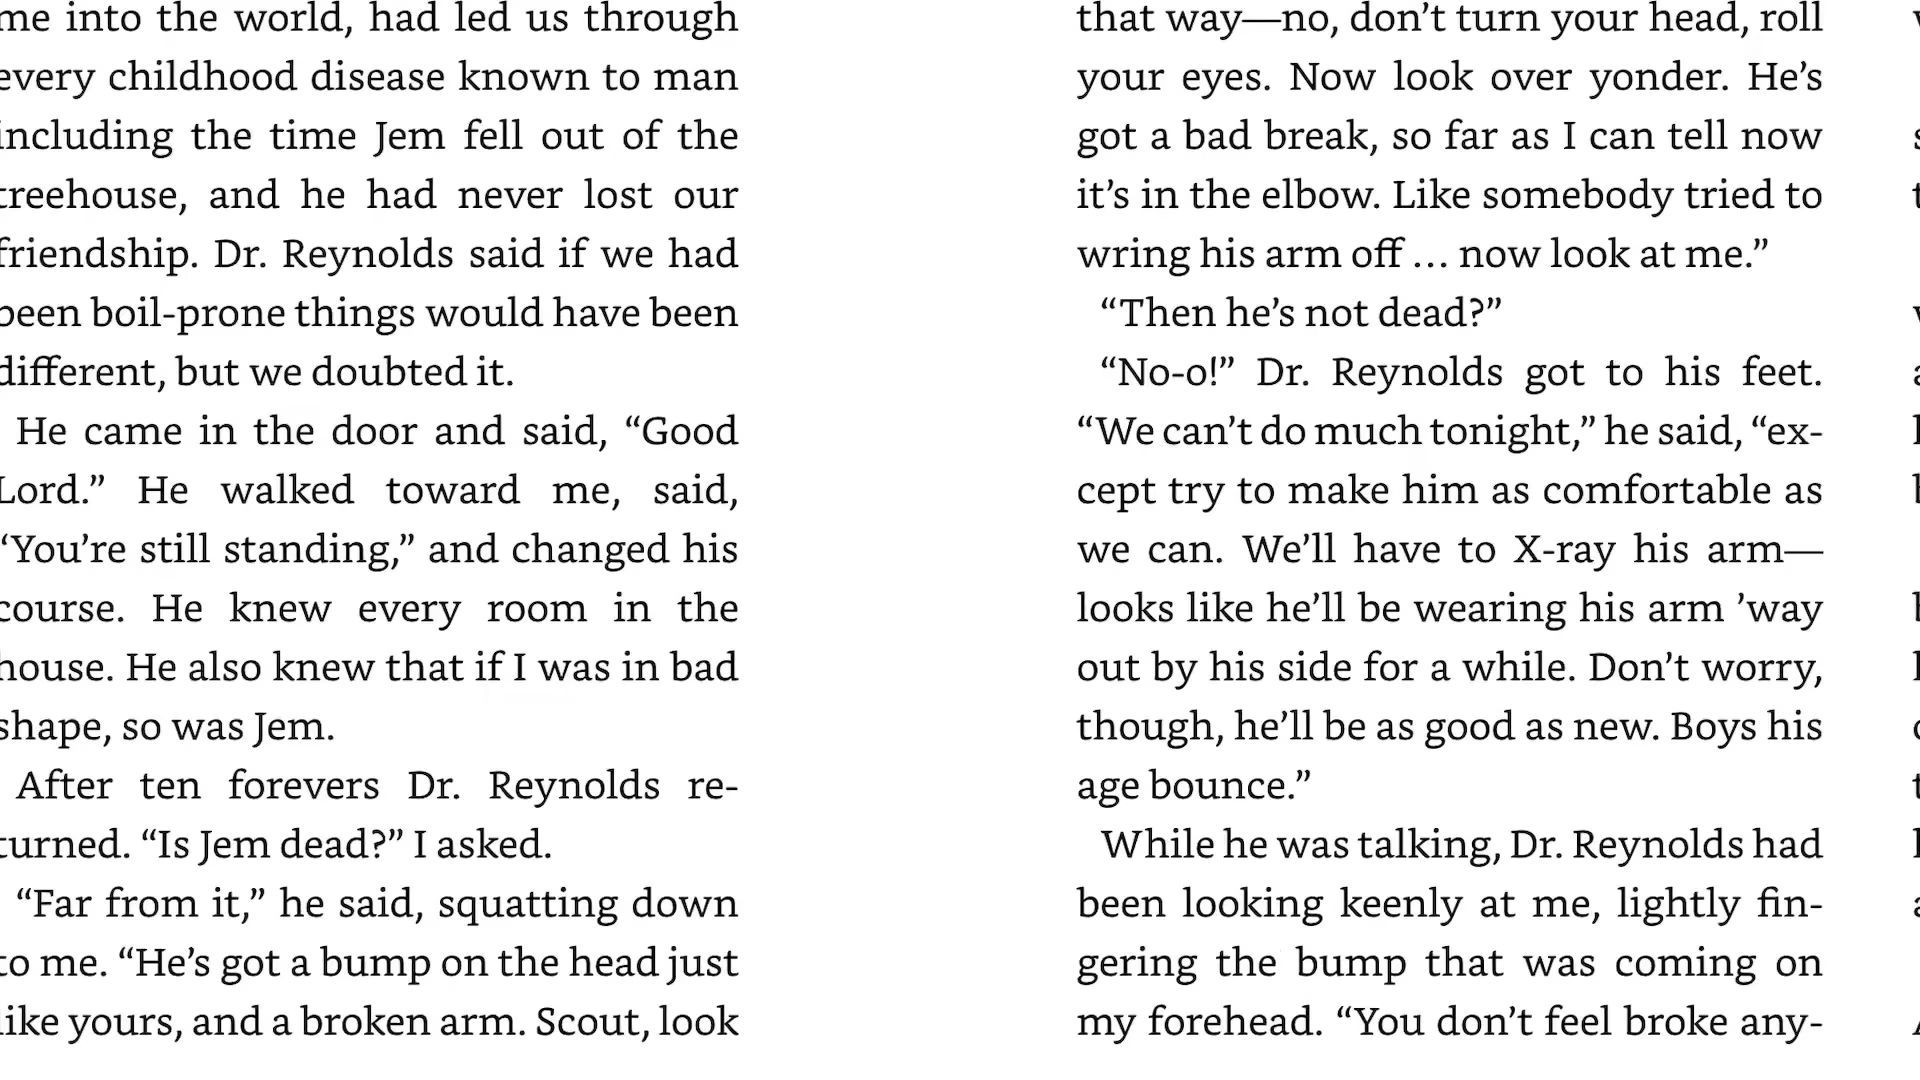 me into the world, had led us through
every childhood disease known to man
including the time Jem fell out of the
treehouse, and he had never lost our
friendship. Dr. Reynolds said if we had
been boil-prone things would have been
different, but we doubted it.
He came in the door and said, “Good
Lord.” He walked toward me, said,
“You’re still standing,” and changed his
course. He knew every room in the
house. He also knew that if I was in bad
shape, so was Jem.
After ten forevers Dr. Reynolds re-
turned. “Is Jem dead?” I asked.
“Far from it,” he said, squatting down
to me. “He’s got a bump on the head just
like yours, and a broken arm. Scout, look
that way—no, don’t turn your head, roll
your eyes. Now look over yonder. He’s
got a bad break, so far as I can tell now
it’s in the elbow. Like somebody tried to
wring his arm off … now look at me.”
“Then he’s not dead?”
“No-o!” Dr. Reynolds got to his feet.
“We can’t do much tonight,” he said, “ex-
cept try to make him as comfortable as
we can. We’ll have to X-ray his arm—
looks like he’ll be wearing his arm ’way
out by his side for a while. Don’t worry,
though, he’ll be as good as new. Boys his
age bounce.”
While he was talking, Dr. Reynolds had
been looking keenly at me, lightly fin-
gering the bump that was coming on
my forehead. “You don’t feel broke any-